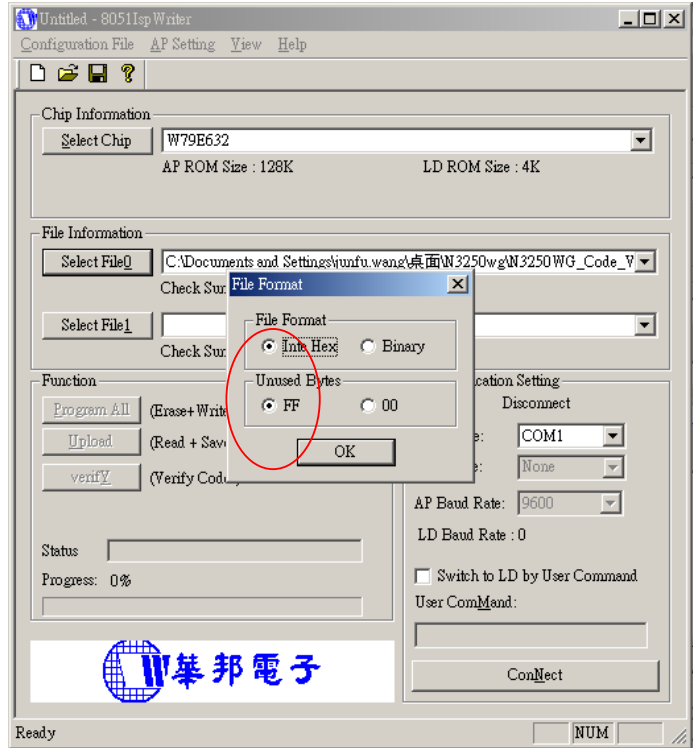 Untitled - 8051IspWriter
Configuration File AP Setting View Help
Chip Information
Select Chip W79E632
AP ROM Size : 128K LD ROM Size : 4K
File Information
Select File0 C:\Documents and Settings\junfu.wang\桌面\N3250wg\N3250WG_Code_V
Check Sum
File Format
File Format
Select File1
Inte Hex Binary
Check Sum
Function
Unused Bytes
cation Setting
Program All (Erase+ Write
FF 00
Disconnect
Upload (Read + Save
OK
e: COM1
verifY (Verify Code)
e: None
AP Baud Rate: 9600
LD Baud Rate : 0
Status
Progress: 0%
Switch to LD by User Command
User ComMand:
華邦電子
ConNect
Ready NUM